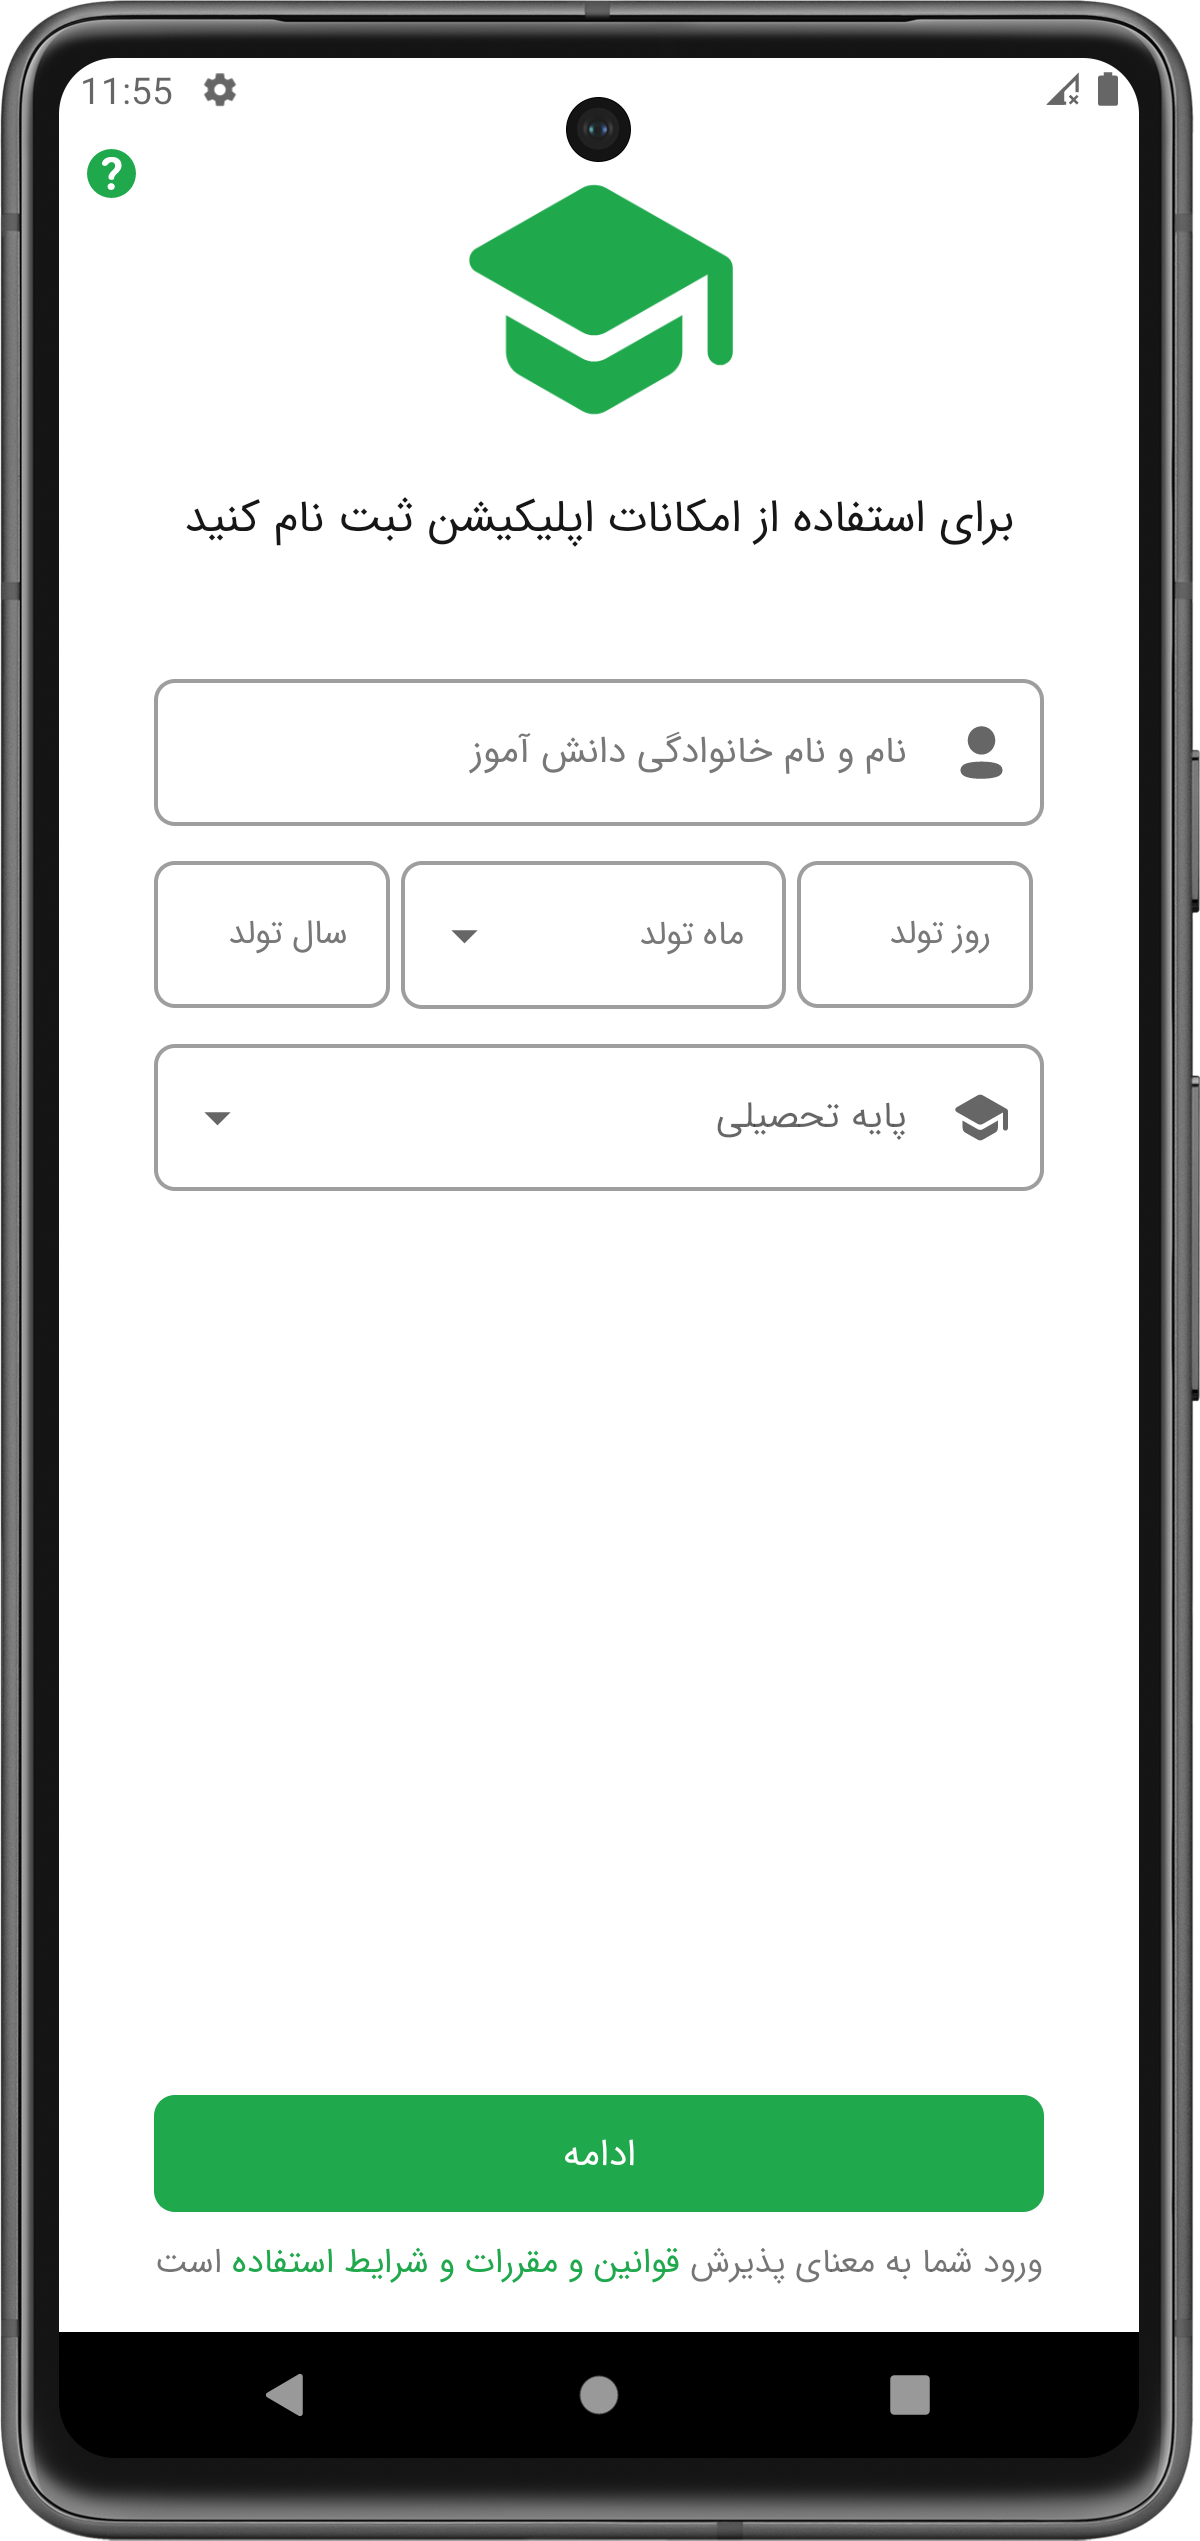 11:55
?
برای استفاده از امکانات اپلیکیشن ثبت نام کنید
نام و نام خانوادگی دانش آموز
روز تولد
ماه تولد
سال تولد
پایه تحصیلی
ادامه
ورود شما به معنای پذیرش قوانین و مقررات و شرایط استفاده است